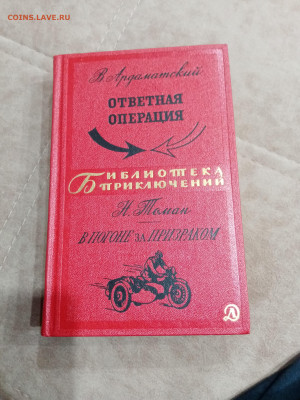 COINS.LAVE.RU
В. Ардаматский
ОТВЕТНАЯ
ОПЕРАЦИЯ
БИБЛИОТЕКА
ПРИКЛЮЧЕНИЙ
Н. Томан
В ПОГОНЕ ЗА ПРИЗРАКОМ